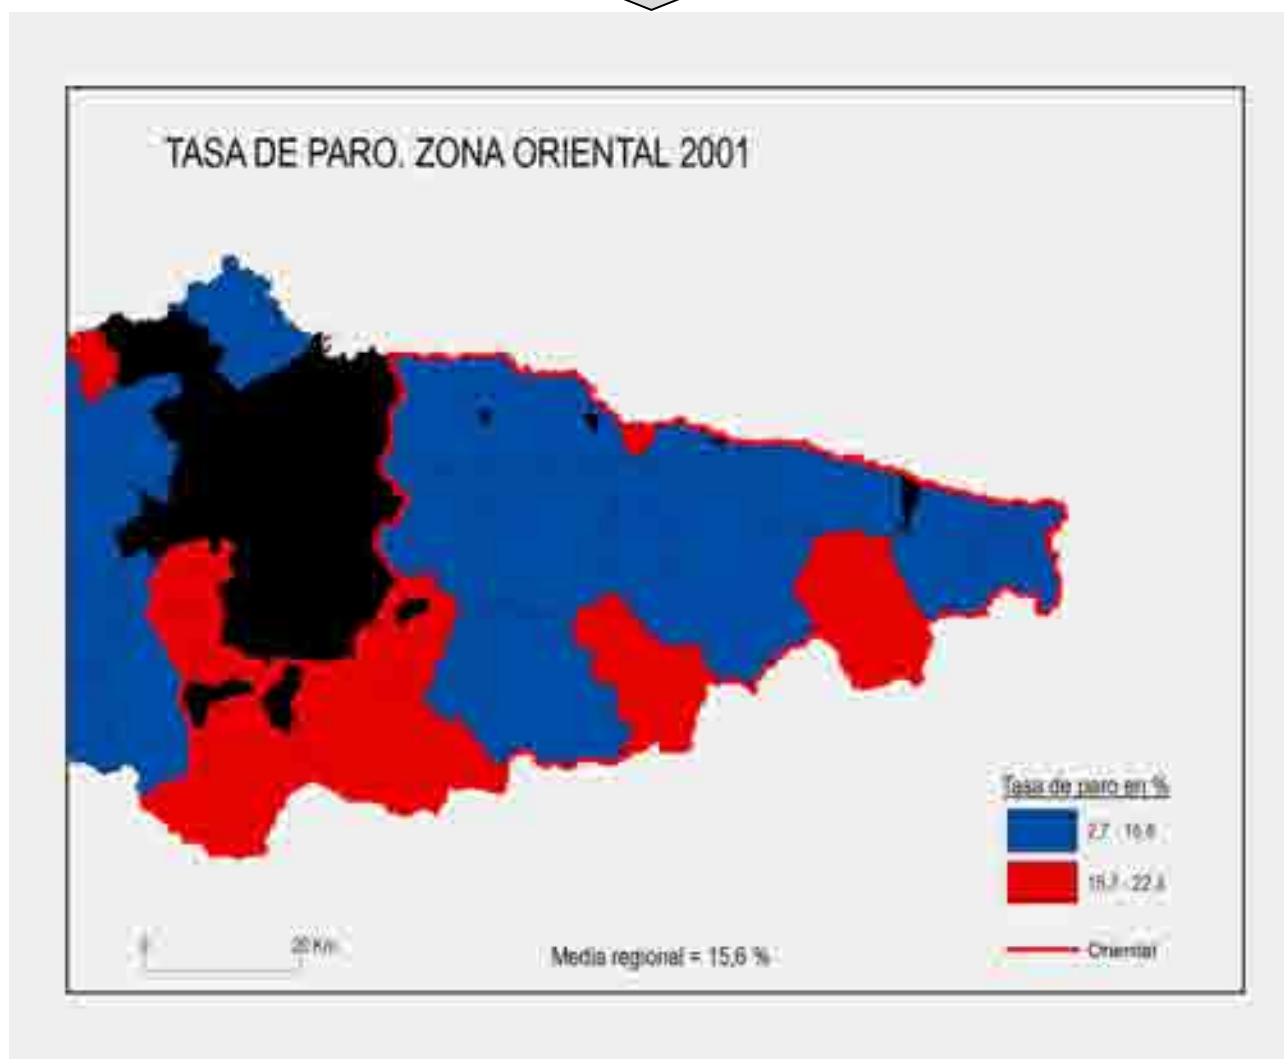 TASA DE PARO. ZONA ORIENTAL 2001
Tasa de paro en %
Oriental
20 Km
Media regional = 15,6 %